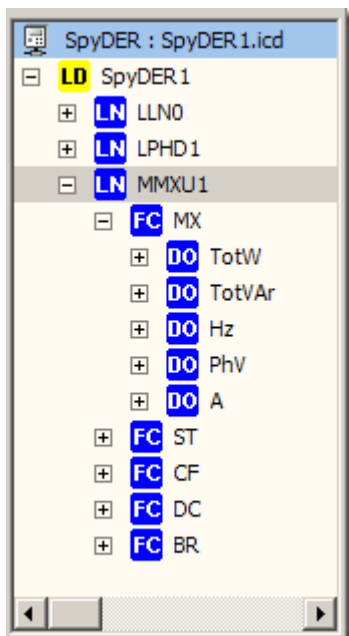 SpyDER : SpyDER1.icd
LD SpyDER1
LN LLN0
LN LPHD1
LN MMXU1
FC MX
DO TotW
DO TotVAr
DO Hz
DO PhV
DO A
FC ST
FC CF
FC DC
FC BR